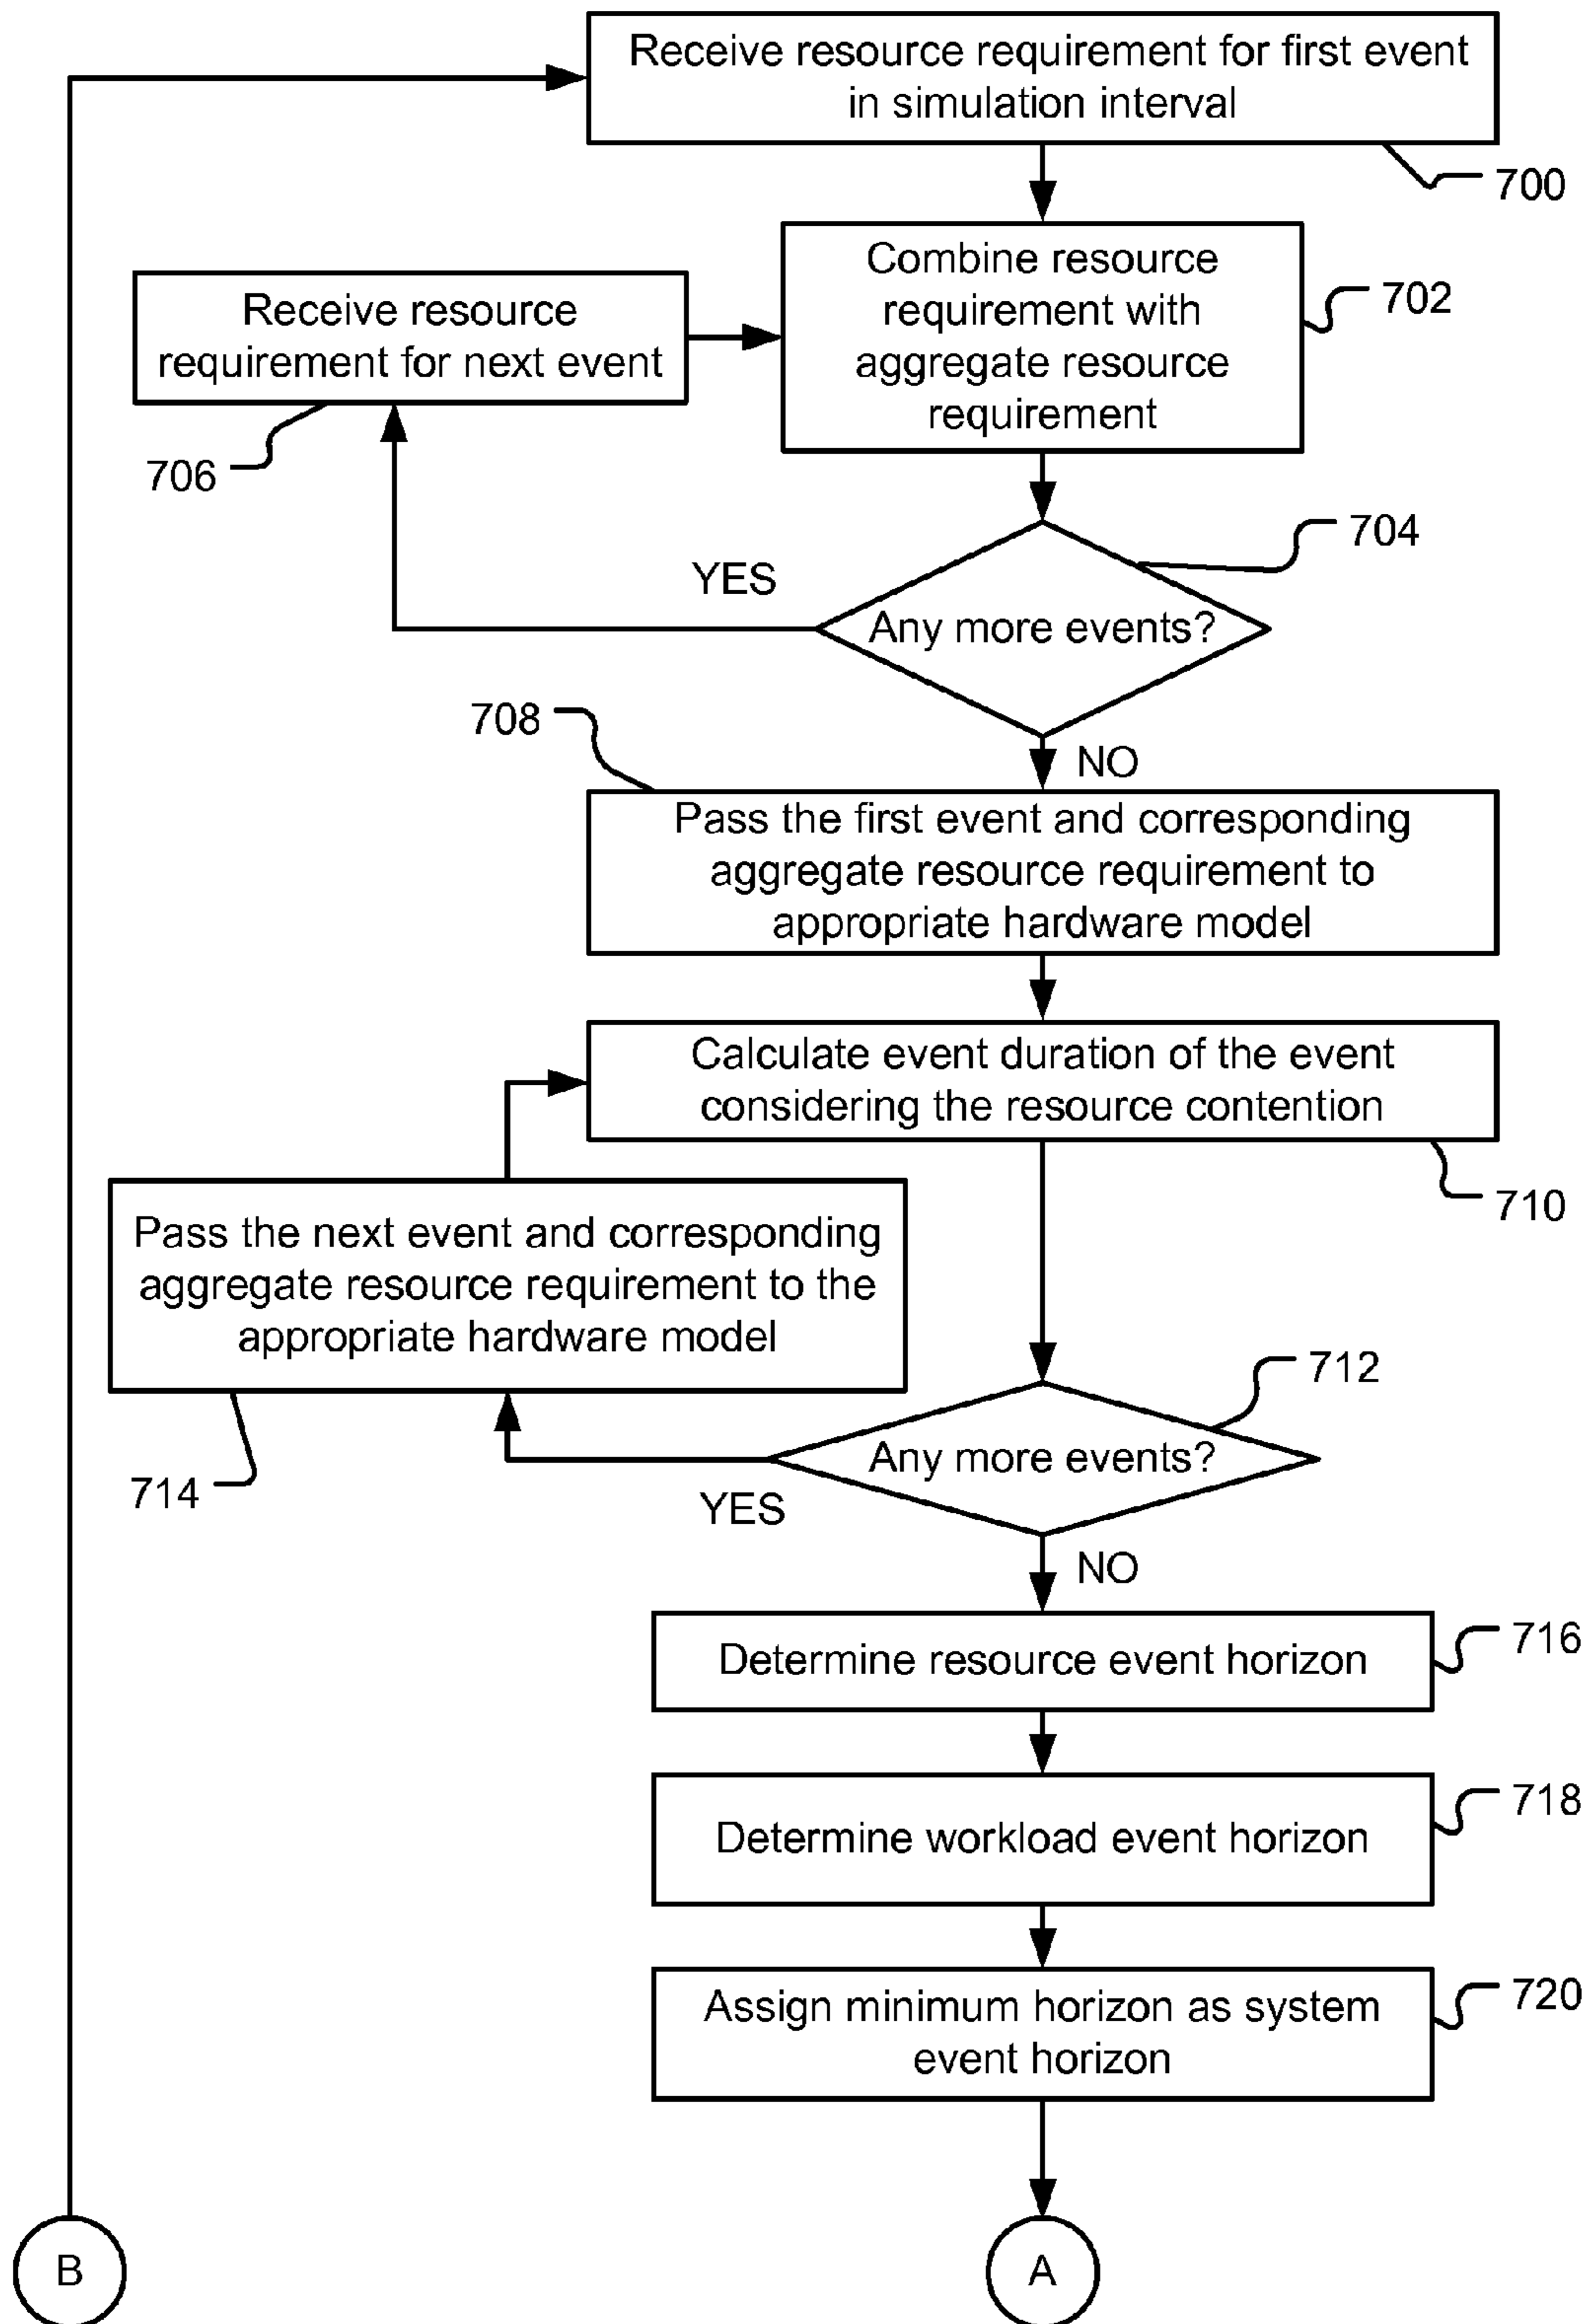 Receive resource requirement for first event
in simulation interval
700
Combine resource
requirement with
aggregate resource
requirement
702
Receive resource
requirement for next event
706
704
YES
Any more events?
708
NO
Pass the first event and corresponding
aggregate resource requirement to
appropriate hardware model
Calculate event duration of the event
considering the resource contention
710
Pass the next event and corresponding
aggregate resource requirement to the
appropriate hardware model
714
712
Any more events?
YES
NO
Determine resource event horizon
716
Determine workload event horizon
718
Assign minimum horizon as system
event horizon
720
B
A